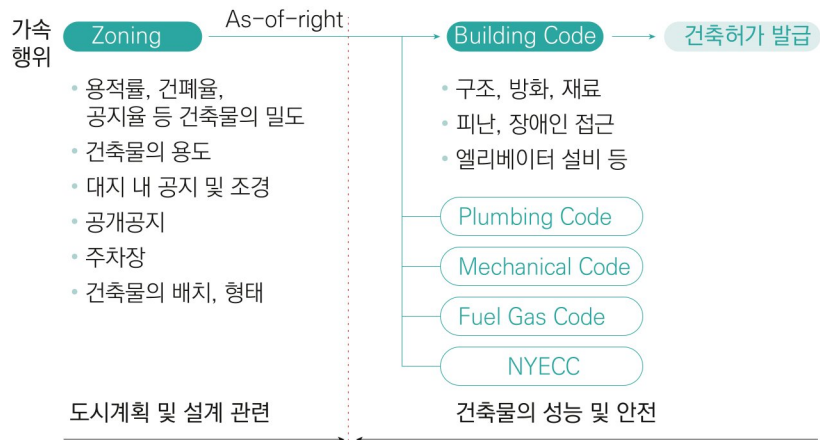 가속
행위
Zoning
As-of-right
Building Code
건축허가 발급
• 용적률, 건폐율,
공지율 등 건축물의 밀도
• 건축물의 용도
• 대지 내 공지 및 조경
• 공개공지
• 주차장
• 건축물의 배치, 형태
• 구조, 방화, 재료
• 피난, 장애인 접근
• 엘리베이터 설비 등
Plumbing Code
Mechanical Code
Fuel Gas Code
NYECC
도시계획 및 설계 관련
건축물의 성능 및 안전